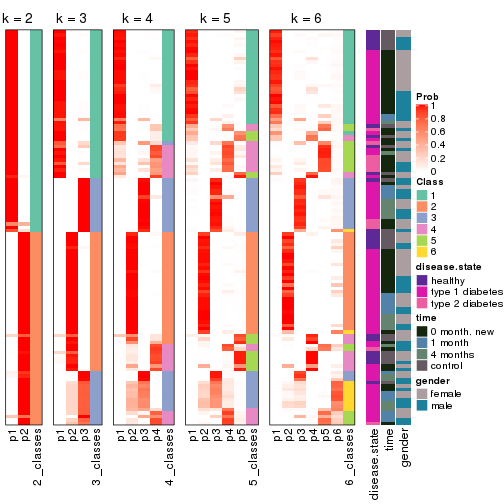 k = 2
k = 3
k = 4
k = 5
k = 6
p1
p2
2_classes
p1
p2
p3
3_classes
p1
p2
p3
p4
4_classes
p1
p2
p3
p4
p5
5_classes
p1
p2
p3
p4
p5
p6
6_classes
disease.state
time
gender
Prob
1
0.8
0.6
0.4
0.2
0
Class
1
2
3
4
5
6
disease.state
healthy
type 1 diabetes
type 2 diabetes
time
0 month. new
1 month
4 months
control
gender
female
male